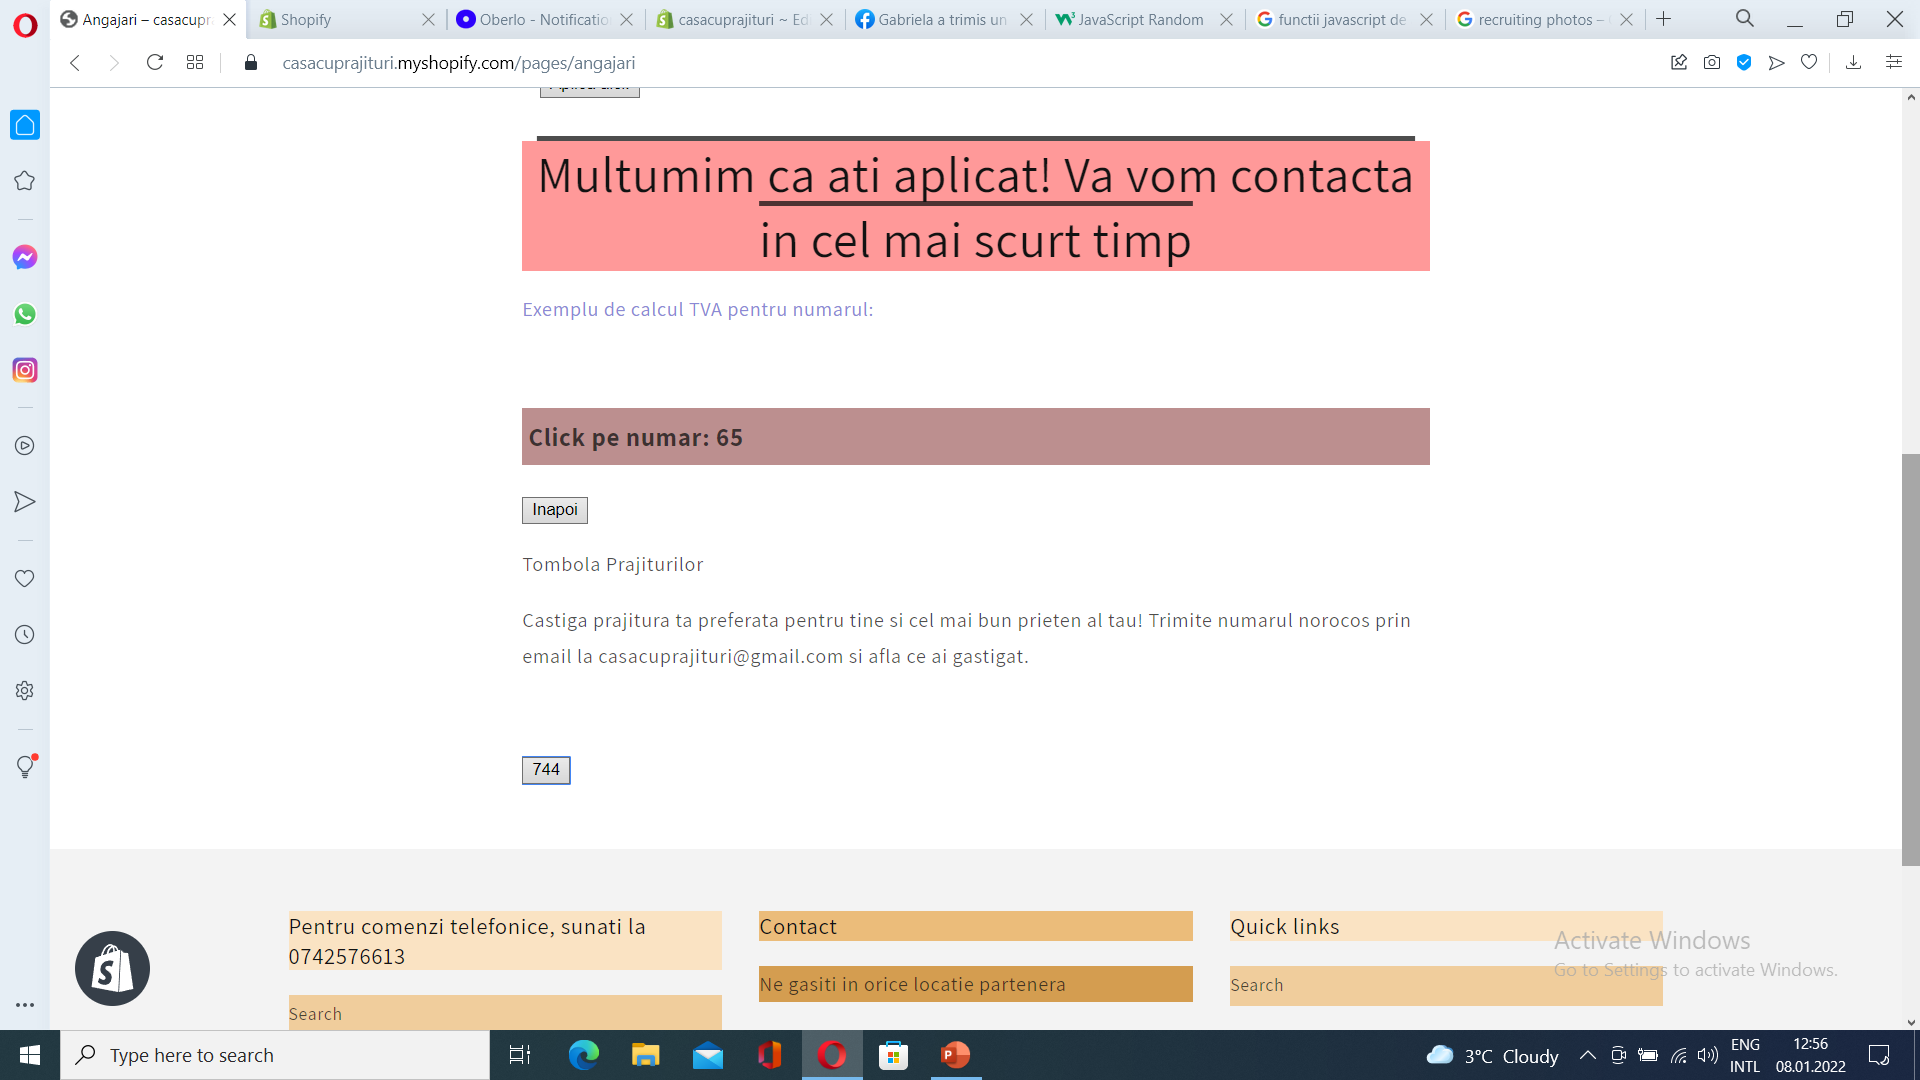 Angajari – casacupra
Shopify
Oberlo - Notificatio
casacuprajituri ~ Ed
Gabriela a trimis un
JavaScript Random
functii javascript de
recruiting photos –
casacuprajituri.myshopify.com/pages/angajari
Multumim ca ati aplicat! Va vom contacta
in cel mai scurt timp
Exemplu de calcul TVA pentru numarul:
Click pe numar: 65
Inapoi
Tombola Prajiturilor
Castiga prajitura ta preferata pentru tine si cel mai bun prieten al tau! Trimite numarul norocos prin
email la casacuprajituri@gmail.com si afla ce ai gastigat.
744
Pentru comenzi telefonice, sunati la
0742576613
Search
Contact
Ne gasiti in orice locatie partenera
Quick links
Search
Activate Windows
Go to Settings to activate Windows.
Type here to search
3°C Cloudy
ENG
INTL
12:56
08.01.2022